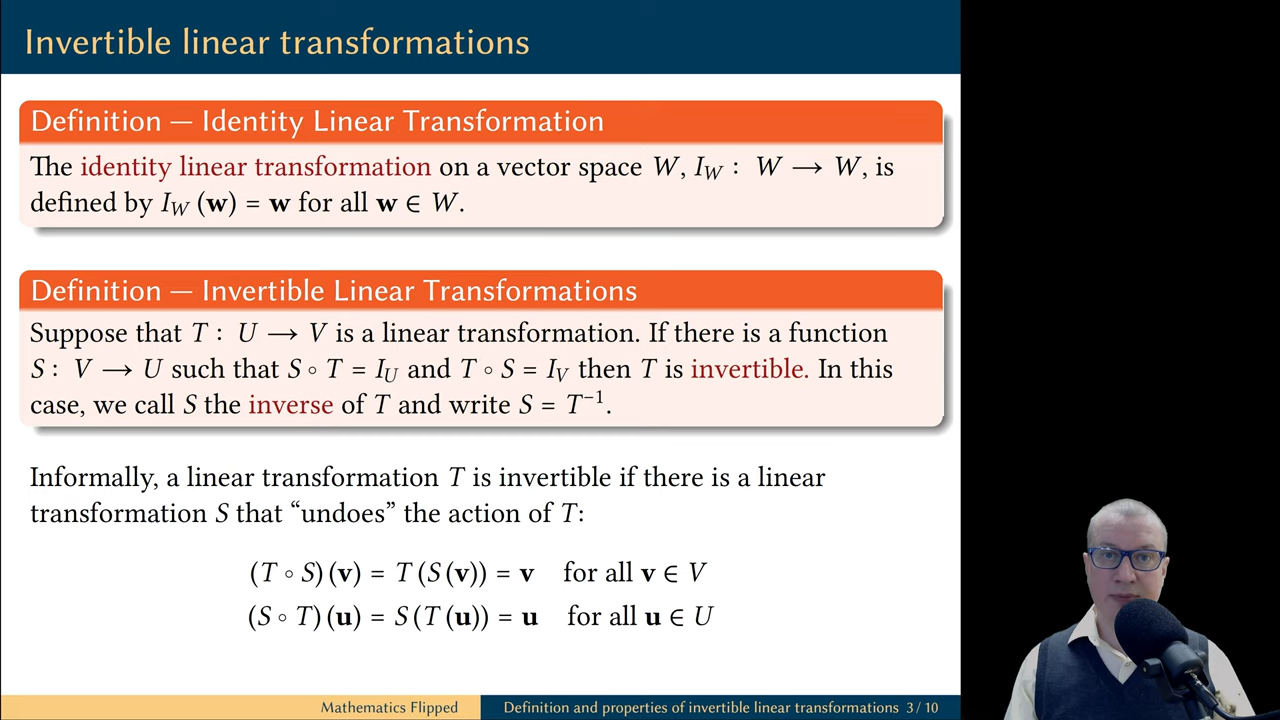 Invertible linear transformations
Definition — Identity Linear Transformation
The identity linear transformation on a vector space W, I_W : W ⟶ W, is
defined by I_W (w) = w for all w ∈ W.
Definition — Invertible Linear Transformations
Suppose that T : U ⟶ V is a linear transformation. If there is a function
S : V ⟶ U such that S ∘ T = I_U and T ∘ S = I_V then T is invertible. In this
case, we call S the inverse of T and write S = T⁻¹.
Informally, a linear transformation T is invertible if there is a linear
transformation S that “undoes” the action of T:
(T ∘ S) (v) = T (S (v)) = v for all v ∈ V
(S ∘ T) (u) = S (T (u)) = u for all u ∈ U
Mathematics Flipped
Definition and properties of invertible linear transformations 3 / 10